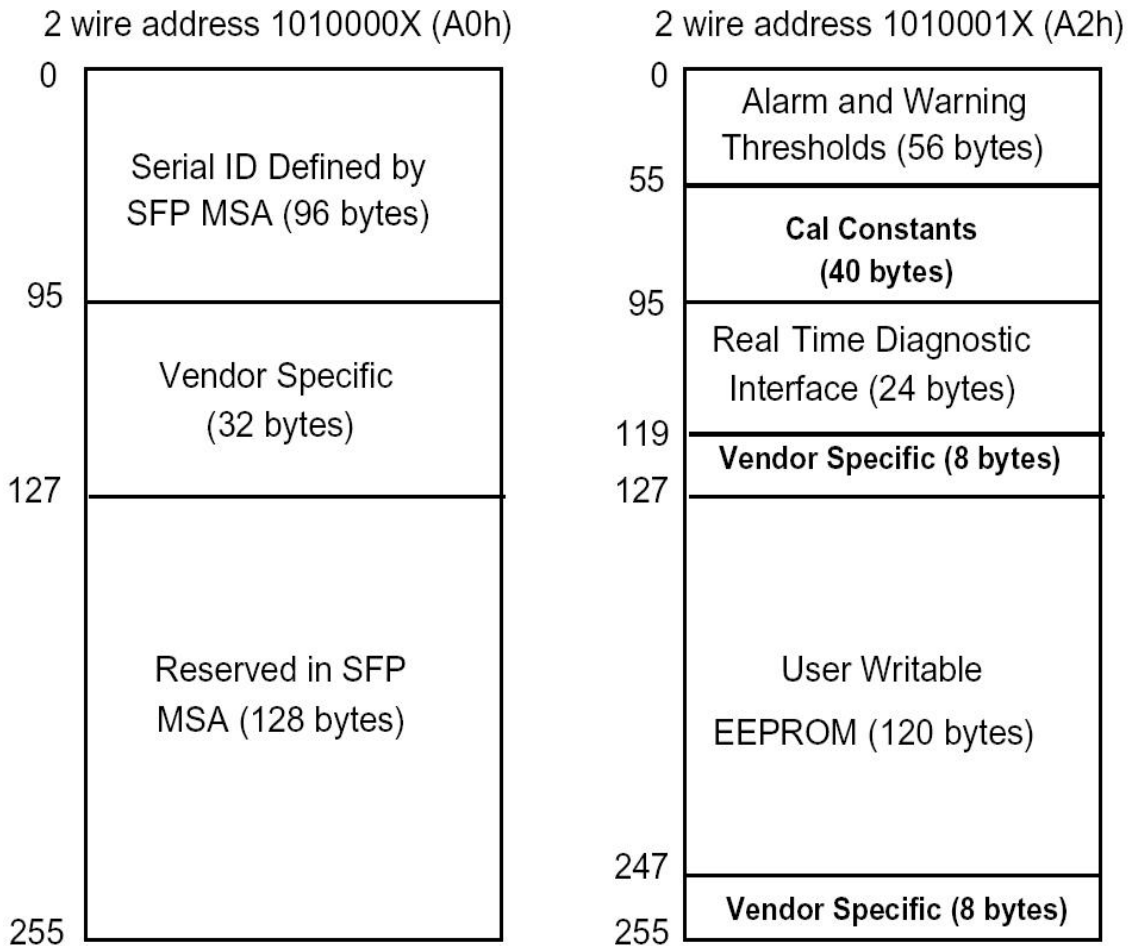 2 wire address 1010000X (A0h)
0
Serial ID Defined by
SFP MSA (96 bytes)
95
Vendor Specific
(32 bytes)
127
Reserved in SFP
MSA (128 bytes)
255
2 wire address 1010001X (A2h)
0
Alarm and Warning
Thresholds (56 bytes)
55
Cal Constants
(40 bytes)
95
Real Time Diagnostic
Interface (24 bytes)
119
Vendor Specific (8 bytes)
127
User Writable
EEPROM (120 bytes)
247
Vendor Specific (8 bytes)
255